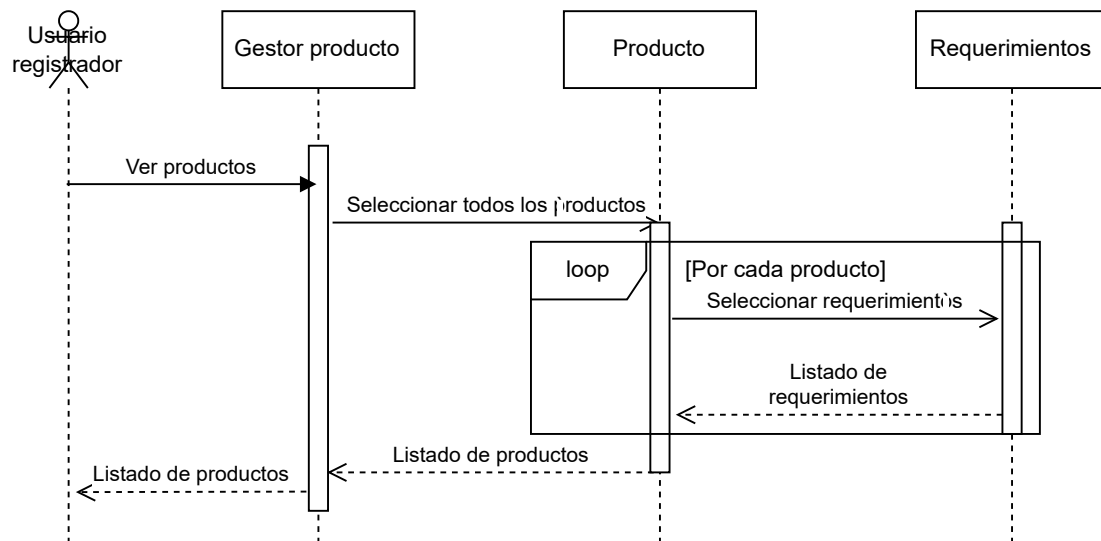 Usuario
registrador
Gestor producto
Producto
Requerimientos
Ver productos
Seleccionar todos los productos
loop
[Por cada producto]
Seleccionar requerimientos
Listado de
requerimientos
Listado de productos
Listado de productos